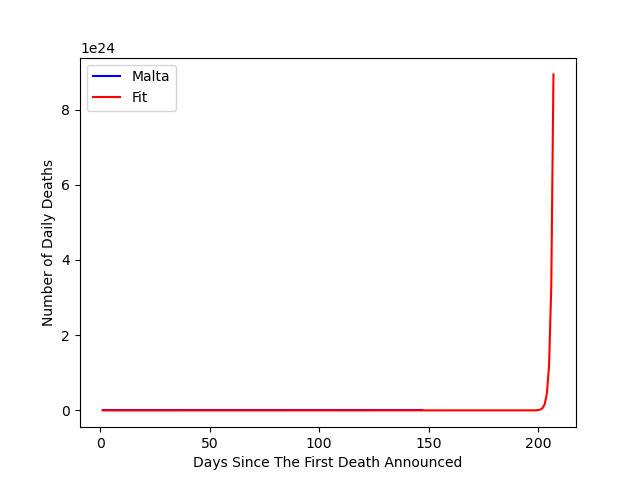 1e24
Malta
Fit
8
6
4
2
0
0
50
100
150
200
Number of Daily Deaths
Days Since The First Death Announced